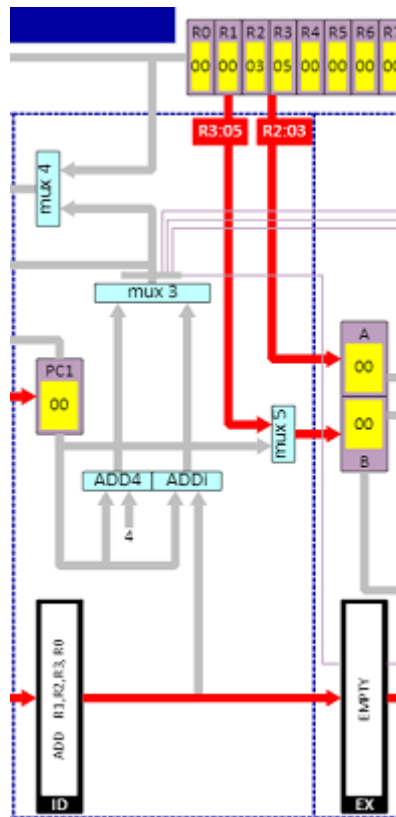 R0 R1 R2 R3 R4 R5 R6 R7
00 00 03 05 00 00 00 00
R3:05 R2:03
mux 4
mux 3
PC1
00
A
00
00
B
mux 5
ADD4 ADDI
4
ADD R1,R2,R3, R0
EMPTY
ID
EX